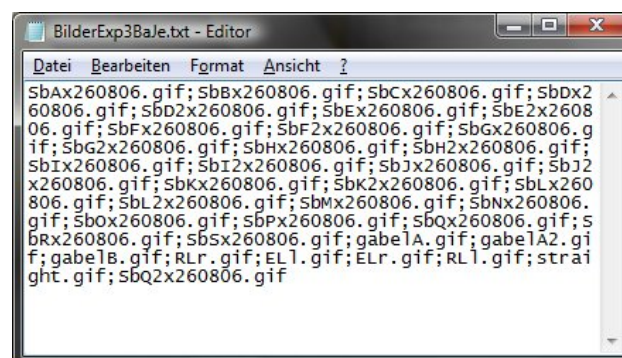 BilderExp3BaJe.txt - Editor
Datei Bearbeiten Format Ansicht ?
SbAx260806.gif;SbBx260806.gif;SbCx260806.gif;SbDx2
60806.gif;SbD2x260806.gif;SbEx260806.gif;SbE2x2608
06.gif;SbFx260806.gif;SbF2x260806.gif;SbGx260806.g
if;SbG2x260806.gif;SbHx260806.gif;SbH2x260806.gif;
SbIx260806.gif;SbI2x260806.gif;SbJx260806.gif;SbJ2
x260806.gif;SbKx260806.gif;SbK2x260806.gif;SbLx260
806.gif;SbL2x260806.gif;SbMx260806.gif;SbNx260806.
gif;SbOx260806.gif;SbPx260806.gif;SbQx260806.gif;S
bRx260806.gif;SbSx260806.gif;gabelA.gif;gabelA2.gi
f;gabelB.gif;RLr.gif;ELl.gif;ELr.gif;RLl.gif;strai
ght.gif;SbQ2x260806.gif